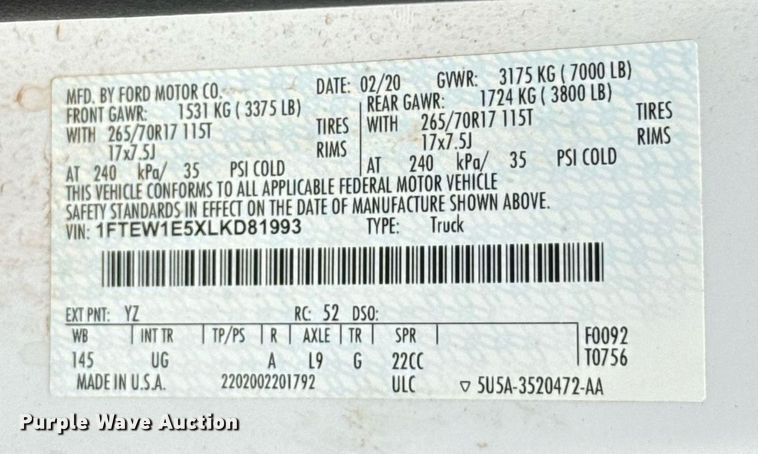 MFD. BY FORD MOTOR CO. DATE: 02/20 GVWR: 3175 KG ( 7000 LB)
FRONT GAWR: 1531 KG ( 3375 LB) REAR GAWR: 1724 KG ( 3800 LB)
WITH 265/70R17 115T TIRES WITH 265/70R17 115T TIRES
17x7.5J RIMS 17x7.5J RIMS
AT 240 kPa/ 35 PSI COLD AT 240 kPa/ 35 PSI COLD
THIS VEHICLE CONFORMS TO ALL APPLICABLE FEDERAL MOTOR VEHICLE
SAFETY STANDARDS IN EFFECT ON THE DATE OF MANUFACTURE SHOWN ABOVE.
VIN: 1FTEW1E5XLKD81993 TYPE: Truck
EXT PNT: YZ RC: 52 DSO:
WB INT TR TP/PS R AXLE TR SPR F0092
145 UG A L9 G 22CC T0756
MADE IN U.S.A. 2202002201792 ULC ▽ 5U5A-3520472-AA
Purple Wave Auction